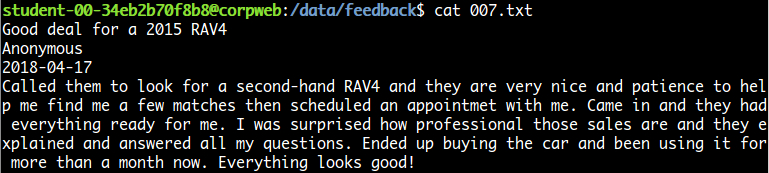 student-00-34eb2b70f8b8@corpweb:/data/feedback$ cat 007.txt
Good deal for a 2015 RAV4
Anonymous
2018-04-17
Called them to look for a second-hand RAV4 and they are very nice and patience to hel
p me find me a few matches then scheduled an appointmet with me. Came in and they had
 everything ready for me. I was surprised how professional those sales are and they e
xplained and answered all my questions. Ended up buying the car and been using it for
 more than a month now. Everything looks good!